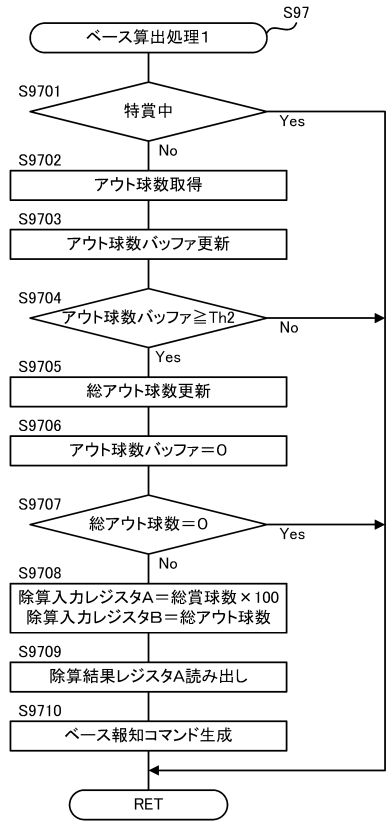 S97
ベース算出処理1
S9701
特賞中
Yes
No
S9702
アウト球数取得
S9703
アウト球数バッファ更新
S9704
アウト球数バッファ≧Th2
No
Yes
S9705
総アウト球数更新
S9706
アウト球数バッファ=0
S9707
総アウト球数=0
Yes
No
S9708
除算入力レジスタA=総賞球数×100
除算入力レジスタB=総アウト球数
S9709
除算結果レジスタA読み出し
S9710
ベース報知コマンド生成
RET